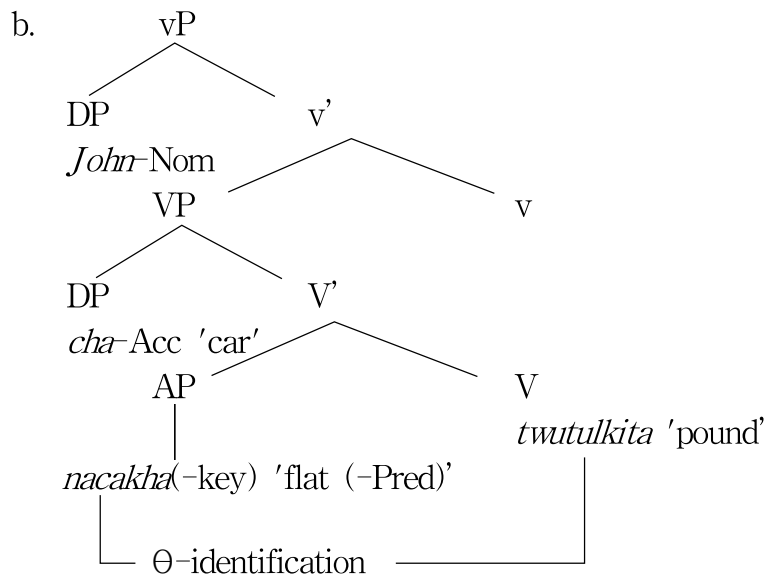 b.
vP
DP
v'
John-Nom
VP
v
DP
V'
cha-Acc 'car'
AP
V
twutulkita 'pound'
nacakha(-key) 'flat (-Pred)'
Θ-identification